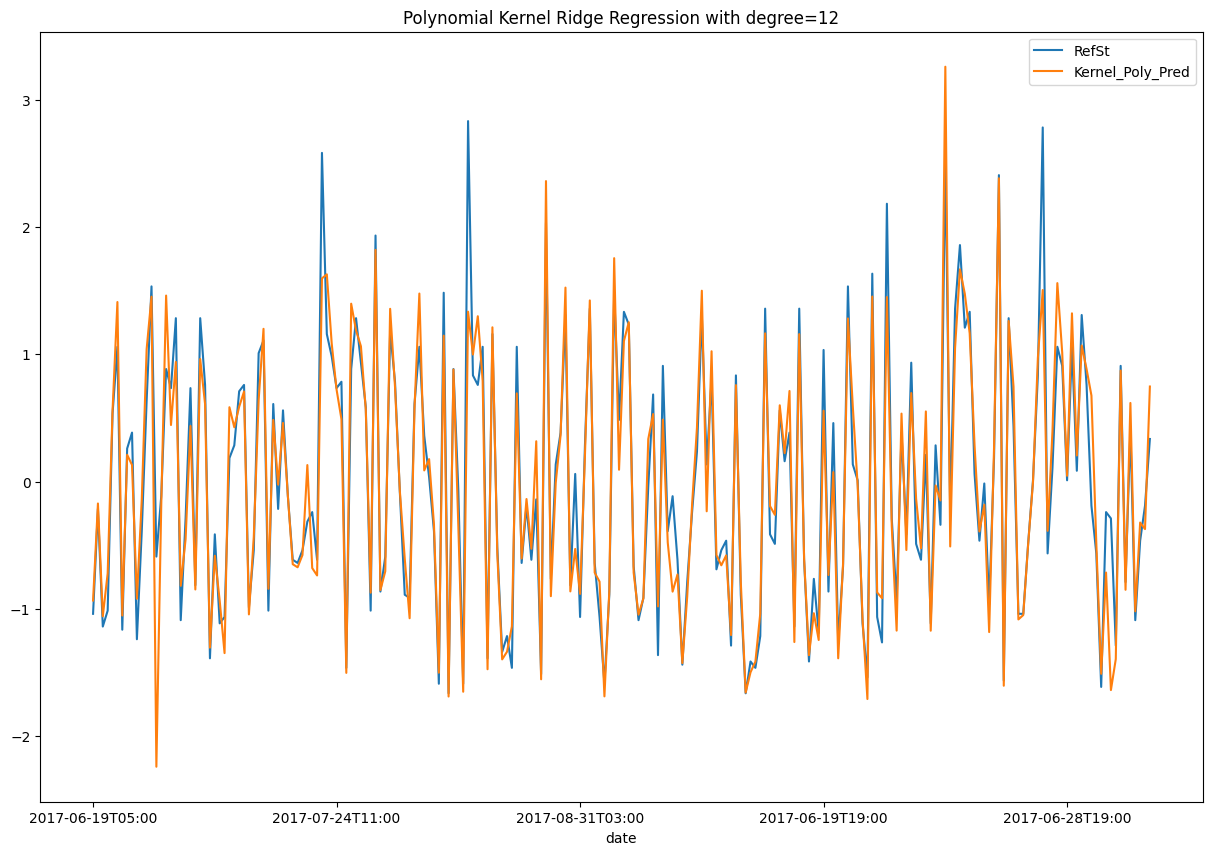 Polynomial Kernel Ridge Regression with degree=12
RefSt
Kernel_Poly_Pred
3
2
1
0
−1
−2
2017-06-19T05:00
2017-07-24T11:00
2017-08-31T03:00
2017-06-19T19:00
2017-06-28T19:00
date